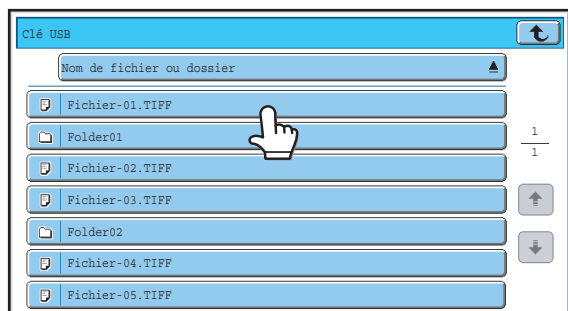 Clé USB
Nom de fichier ou dossier
Fichier-01.TIFF
Folder01
Fichier-02.TIFF
Fichier-03.TIFF
Folder02
Fichier-04.TIFF
Fichier-05.TIFF
1
1